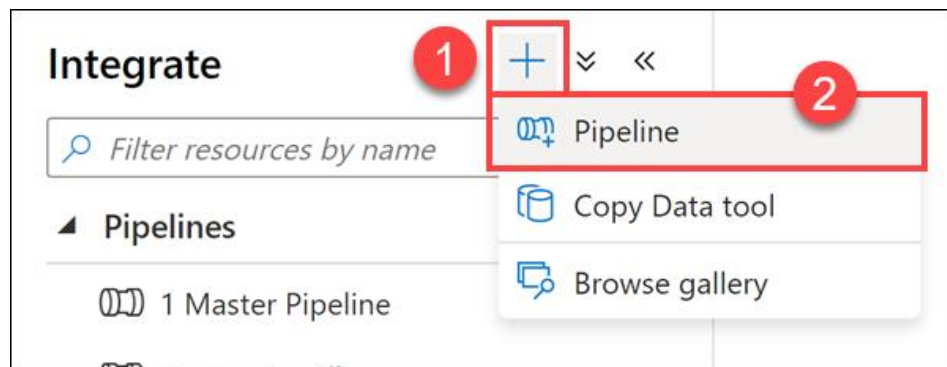 Integrate
1
2
Pipeline
Filter resources by name
Copy Data tool
Pipelines
Browse gallery
1 Master Pipeline